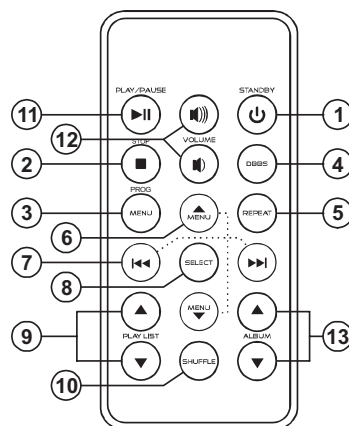 PLAY/PAUSE STANDBY
11 1
12
STOP VOLUME
2 DBBS 4
PROG
3 MENU MENU REPEAT 5
6
7
8 SELECT
MENU
9 13
PLAY LIST ALBUM
10 SHUFFLE